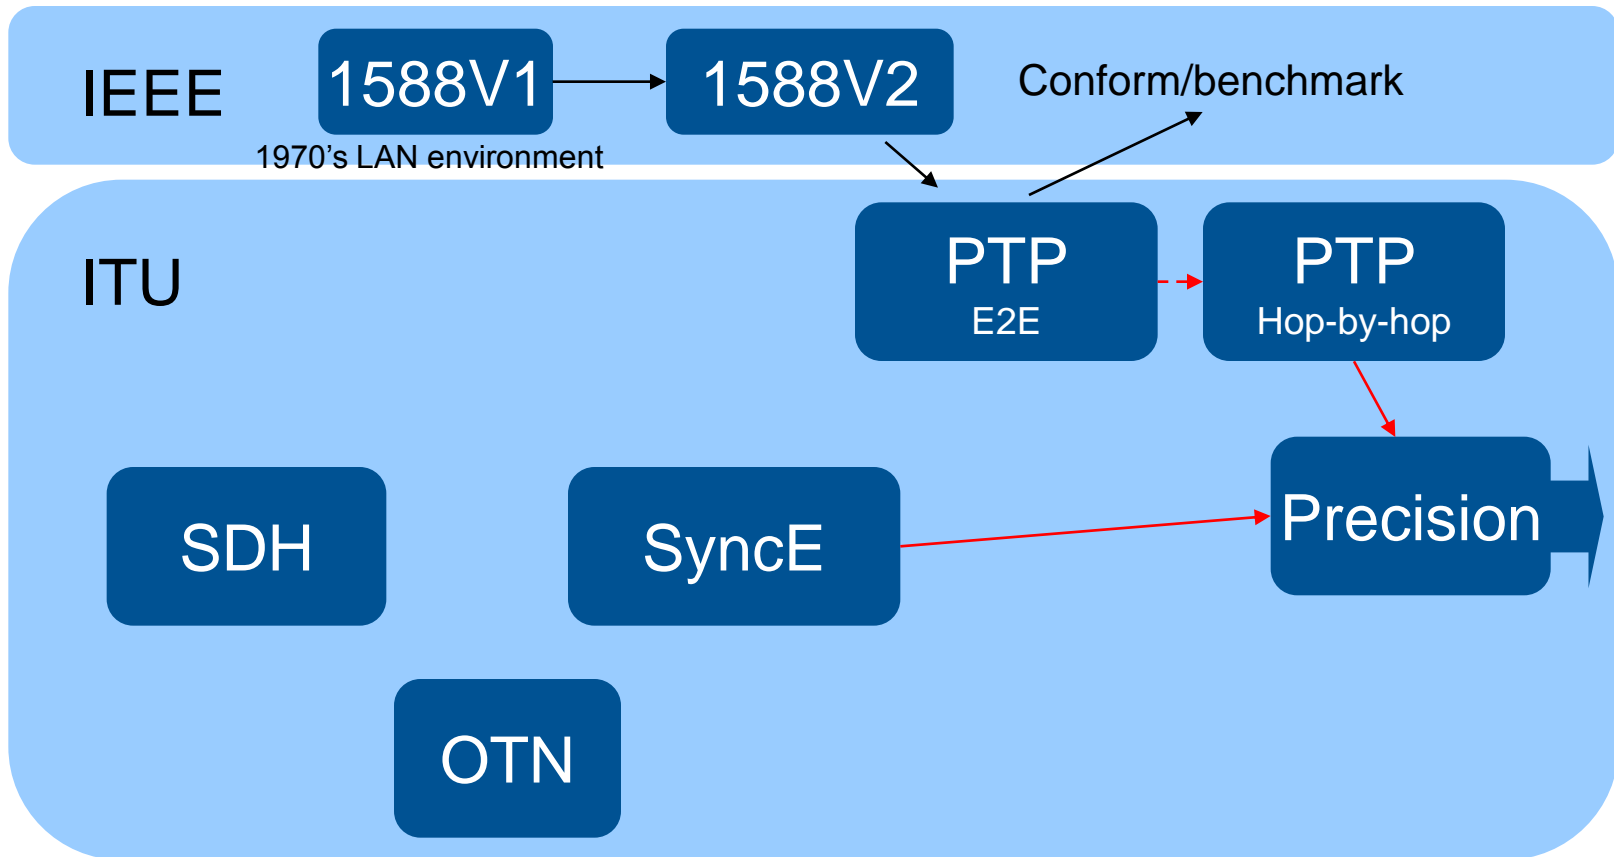 IEEE
1588V1
1588V2
Conform/benchmark
1970's LAN environment
ITU
PTP
E2E
PTP
Hop-by-hop
SDH
SyncE
Precision
OTN